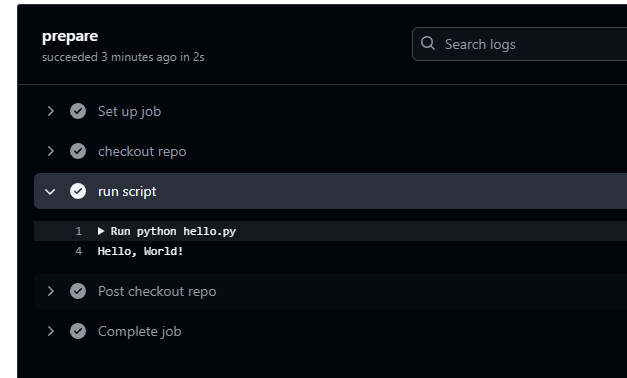 prepare
succeeded 3 minutes ago in 2s
Search logs
Set up job
checkout repo
run script
1 ▶ Run python hello.py
4 Hello, World!
Post checkout repo
Complete job